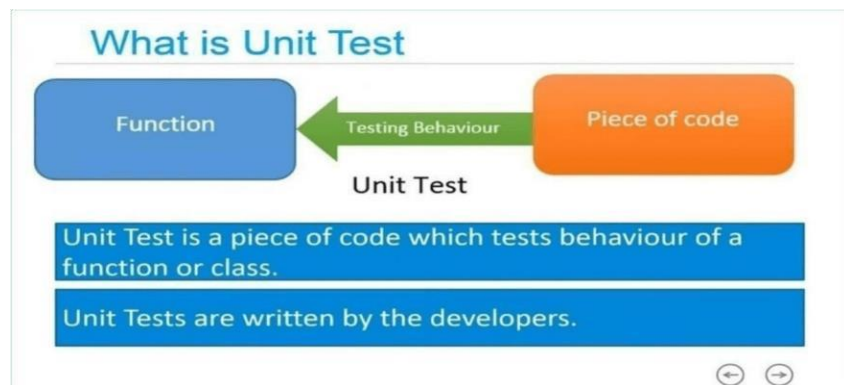 What is Unit Test
Function
Testing Behaviour
Piece of code
Unit Test
Unit Test is a piece of code which tests behaviour of a
function or class.
Unit Tests are written by the developers.